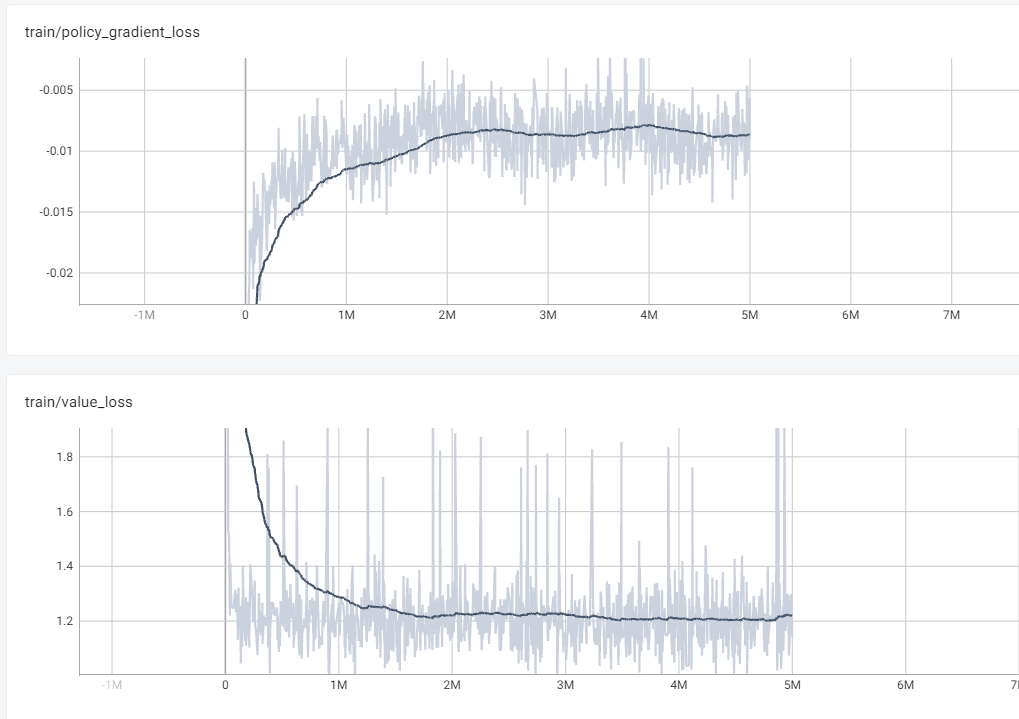 train/policy_gradient_loss
-0.005
-0.01
-0.015
-0.02
-1M 0 1M 2M 3M 4M 5M 6M 7M
train/value_loss
1.8
1.6
1.4
1.2
-1M 0 1M 2M 3M 4M 5M 6M 7